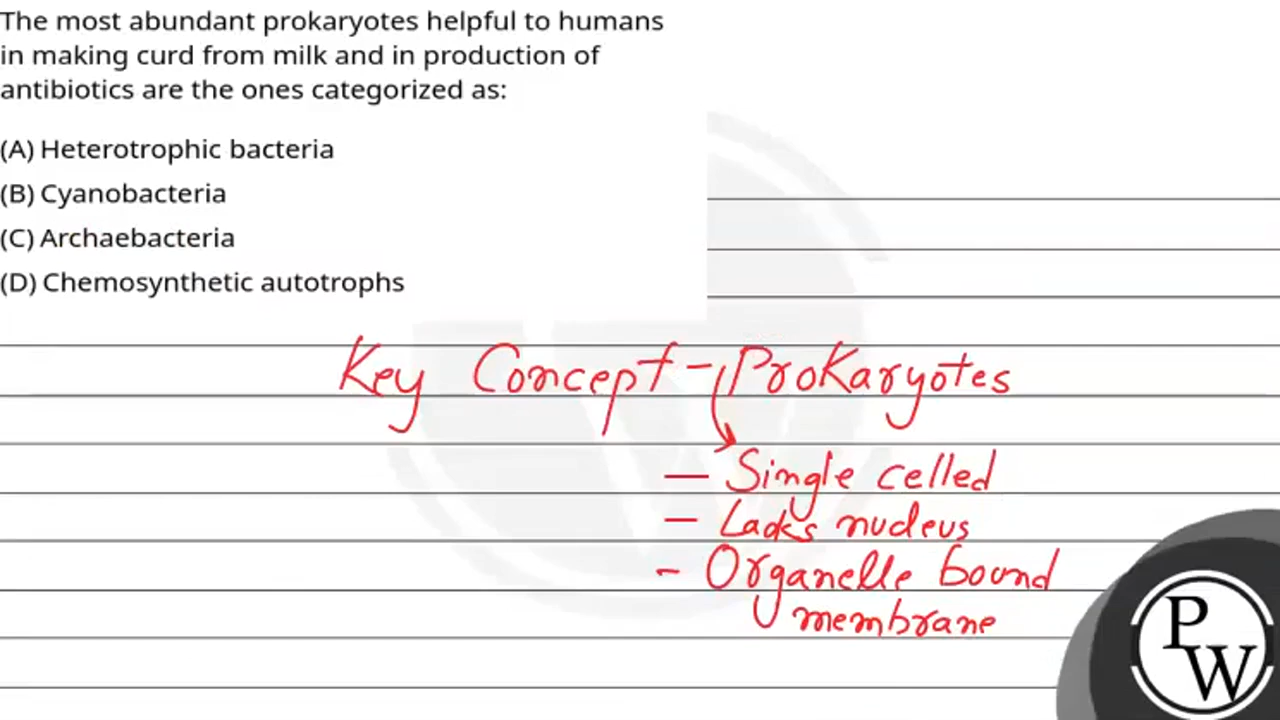 The most abundant prokaryotes helpful to humans
in making curd from milk and in production of
antibiotics are the ones categorized as:
(A) Heterotrophic bacteria
(B) Cyanobacteria
(C) Archaebacteria
(D) Chemosynthetic autotrophs
Key Concept - Prokaryotes
— Single celled
— Lacks nucleus
- Organelle bound
membrane
P
W